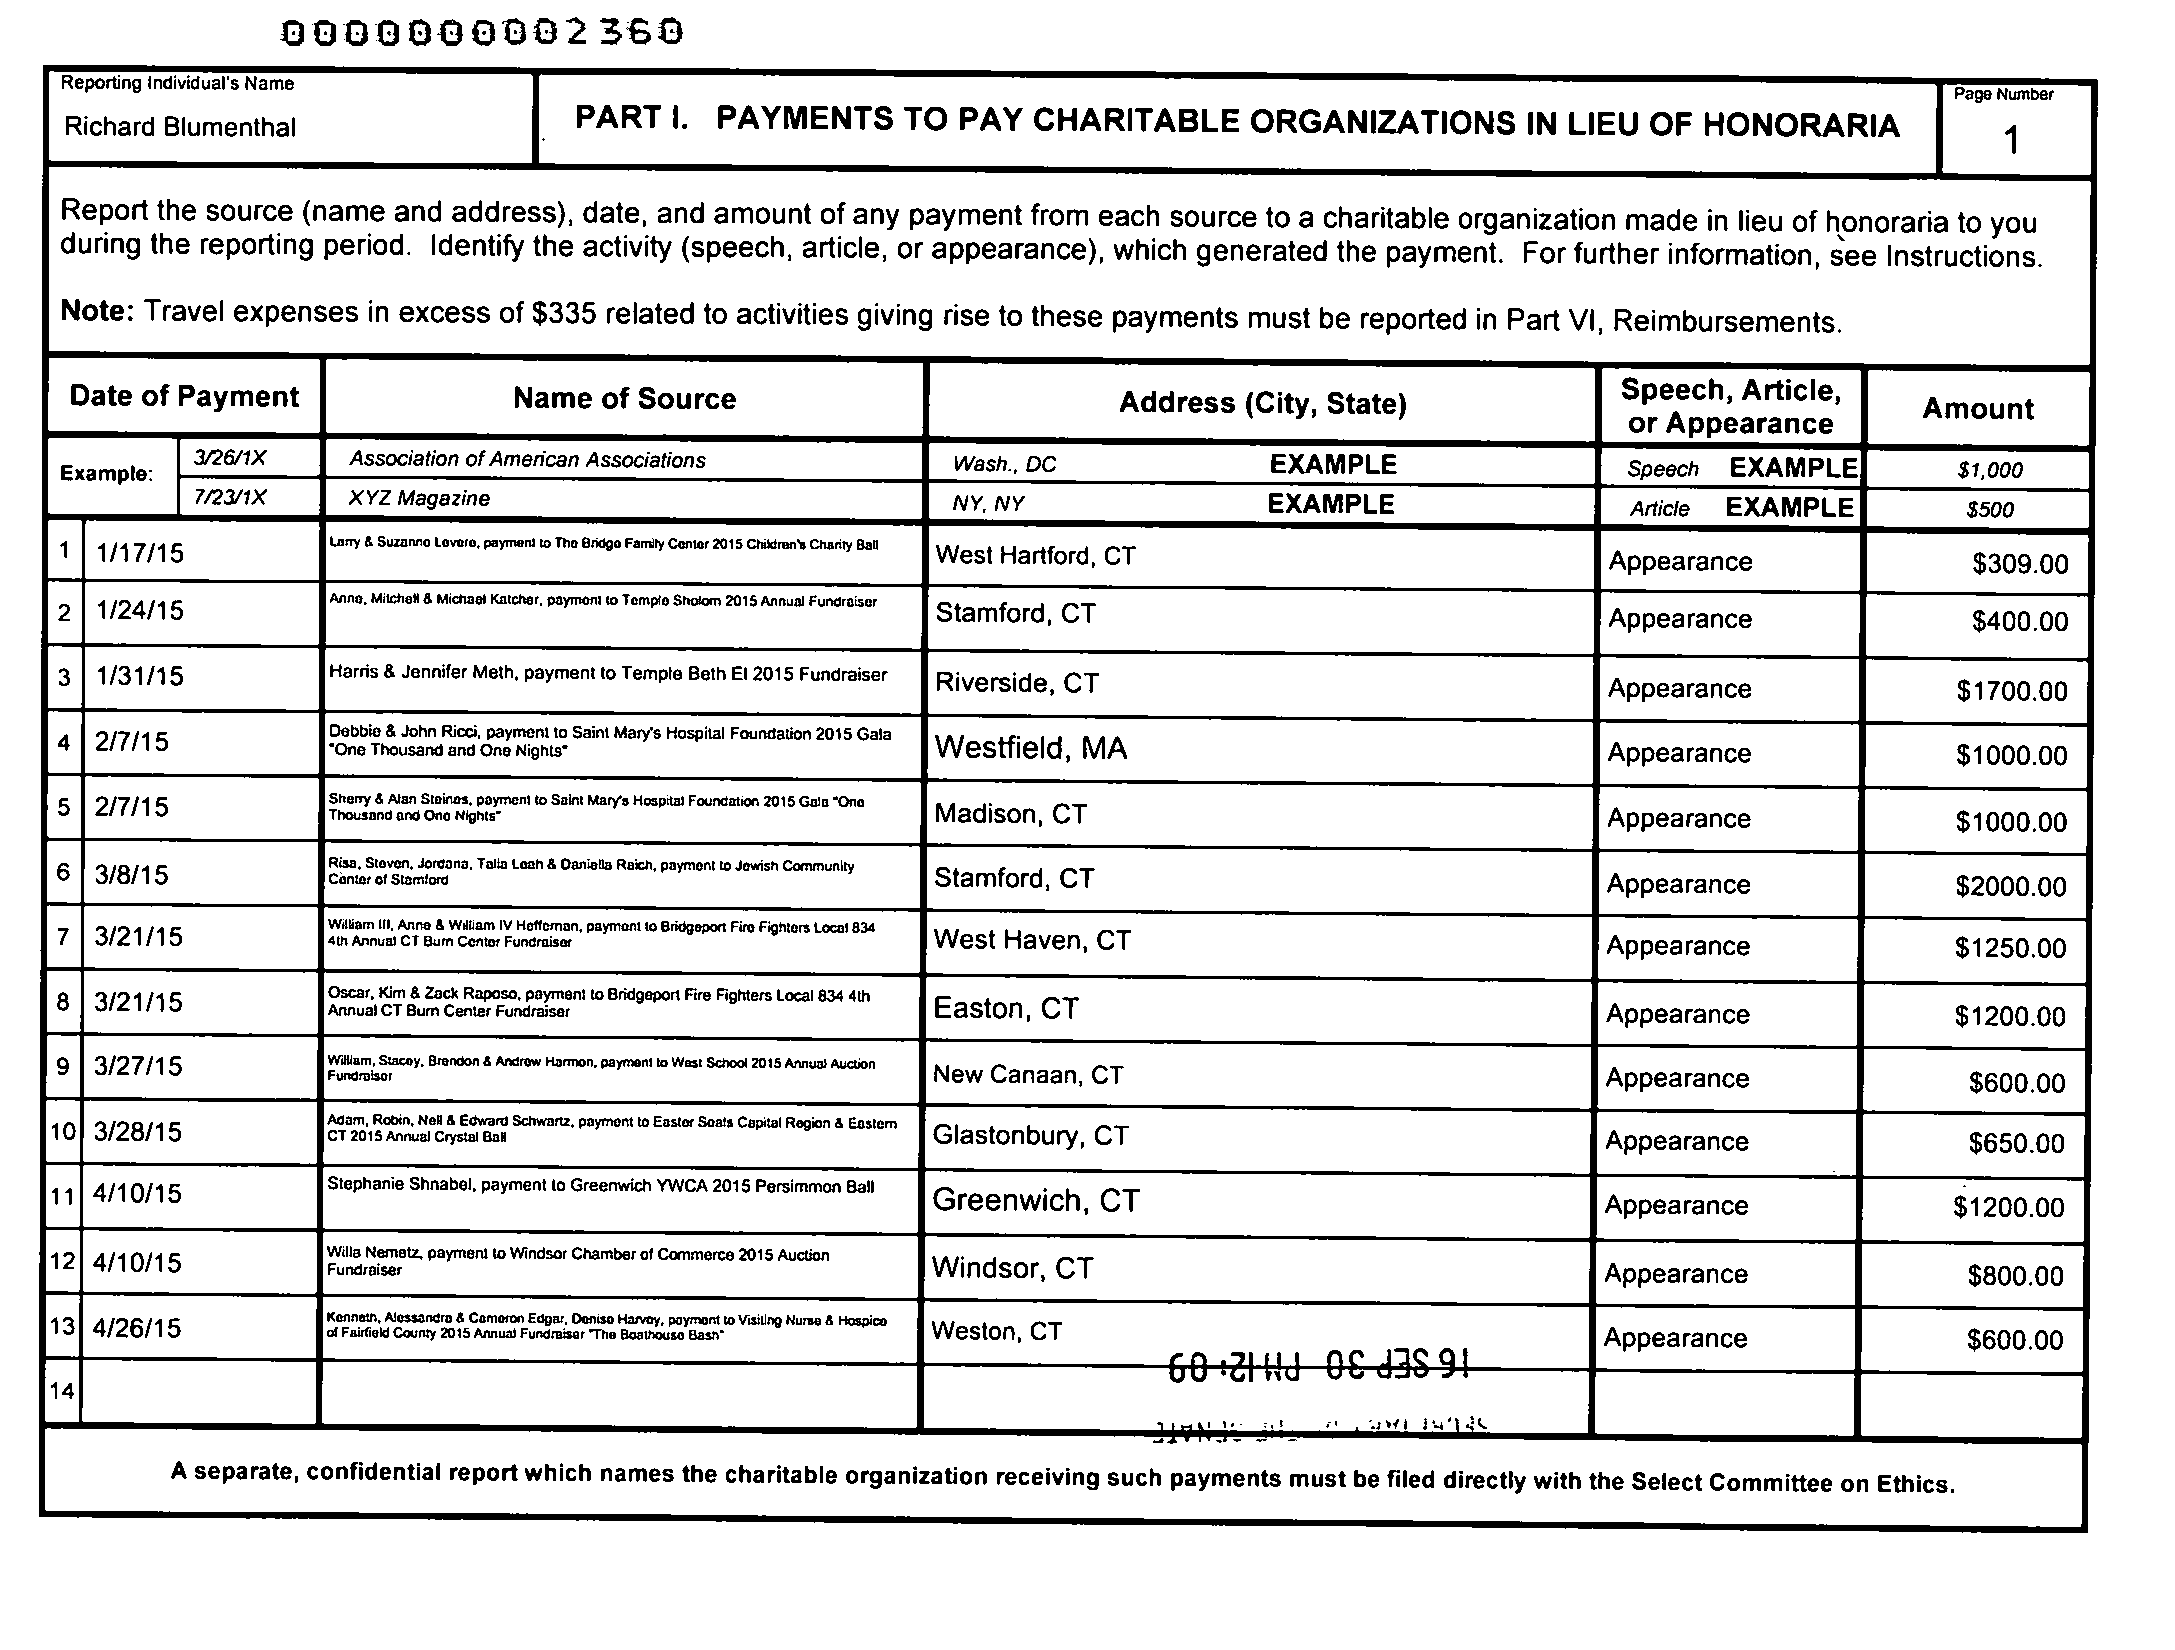 0000000002360
Reporting Individual's Name
Richard Blumenthal
PART I. PAYMENTS TO PAY CHARITABLE ORGANIZATIONS IN LIEU OF HONORARIA
Page Number
1
Report the source (name and address), date, and amount of any payment from each source to a charitable organization made in lieu of honoraria to you
during the reporting period. Identify the activity (speech, article, or appearance), which generated the payment. For further information, see Instructions.
Note: Travel expenses in excess of $335 related to activities giving rise to these payments must be reported in Part VI, Reimbursements.
Date of Payment Name of Source Address (City, State) Speech, Article, or Appearance Amount
Example: 3/26/1X Association of American Associations Wash., DC EXAMPLE Speech EXAMPLE $1,000
7/23/1X XYZ Magazine NY, NY EXAMPLE Article EXAMPLE $500
1 1/17/15 Larry & Suzanne Lovero, payment to The Bridge Family Center 2015 Children's Charity Ball West Hartford, CT Appearance $309.00
2 1/24/15 Anne, Mitchell & Michael Katcher, payment to Temple Sholom 2015 Annual Fundraiser Stamford, CT Appearance $400.00
3 1/31/15 Harris & Jennifer Meth, payment to Temple Beth El 2015 Fundraiser Riverside, CT Appearance $1700.00
4 2/7/15 Debbie & John Ricci, payment to Saint Mary's Hospital Foundation 2015 Gala
"One Thousand and One Nights" Westfield, MA Appearance $1000.00
5 2/7/15 Sherry & Alan Steines, payment to Saint Mary's Hospital Foundation 2015 Gala "One
Thousand and One Nights" Madison, CT Appearance $1000.00
6 3/8/15 Risa, Steven, Jordana, Talia Leah & Daniella Raich, payment to Jewish Community
Center of Stamford Stamford, CT Appearance $2000.00
7 3/21/15 William III, Anne & William IV Heffernan, payment to Bridgeport Fire Fighters Local 834
4th Annual CT Burn Center Fundraiser West Haven, CT Appearance $1250.00
8 3/21/15 Oscar, Kim & Zack Raposo, payment to Bridgeport Fire Fighters Local 834 4th
Annual CT Burn Center Fundraiser Easton, CT Appearance $1200.00
9 3/27/15 William, Stacey, Brendon & Andrew Harmon, payment to West School 2015 Annual Auction
Fundraisor New Canaan, CT Appearance $600.00
10 3/28/15 Adam, Robin, Nell & Edward Schwartz, payment to Easter Seals Capital Region & Eastern
CT 2015 Annual Crystal Ball Glastonbury, CT Appearance $650.00
11 4/10/15 Stephanie Shnabel, payment to Greenwich YWCA 2015 Persimmon Ball Greenwich, CT Appearance $1200.00
12 4/10/15 Willa Nemetz, payment to Windsor Chamber of Commerce 2015 Auction
Fundraiser Windsor, CT Appearance $800.00
13 4/26/15 Kenneth, Alessandra & Cameron Edgar, Denise Harvey, payment to Visiting Nurse & Hospice
of Fairfield County 2015 Annual Fundraiser "The Boathouse Bash" Weston, CT Appearance $600.00
16 SEP 30 PM 12: 09
14
A separate, confidential report which names the charitable organization receiving such payments must be filed directly with the Select Committee on Ethics.